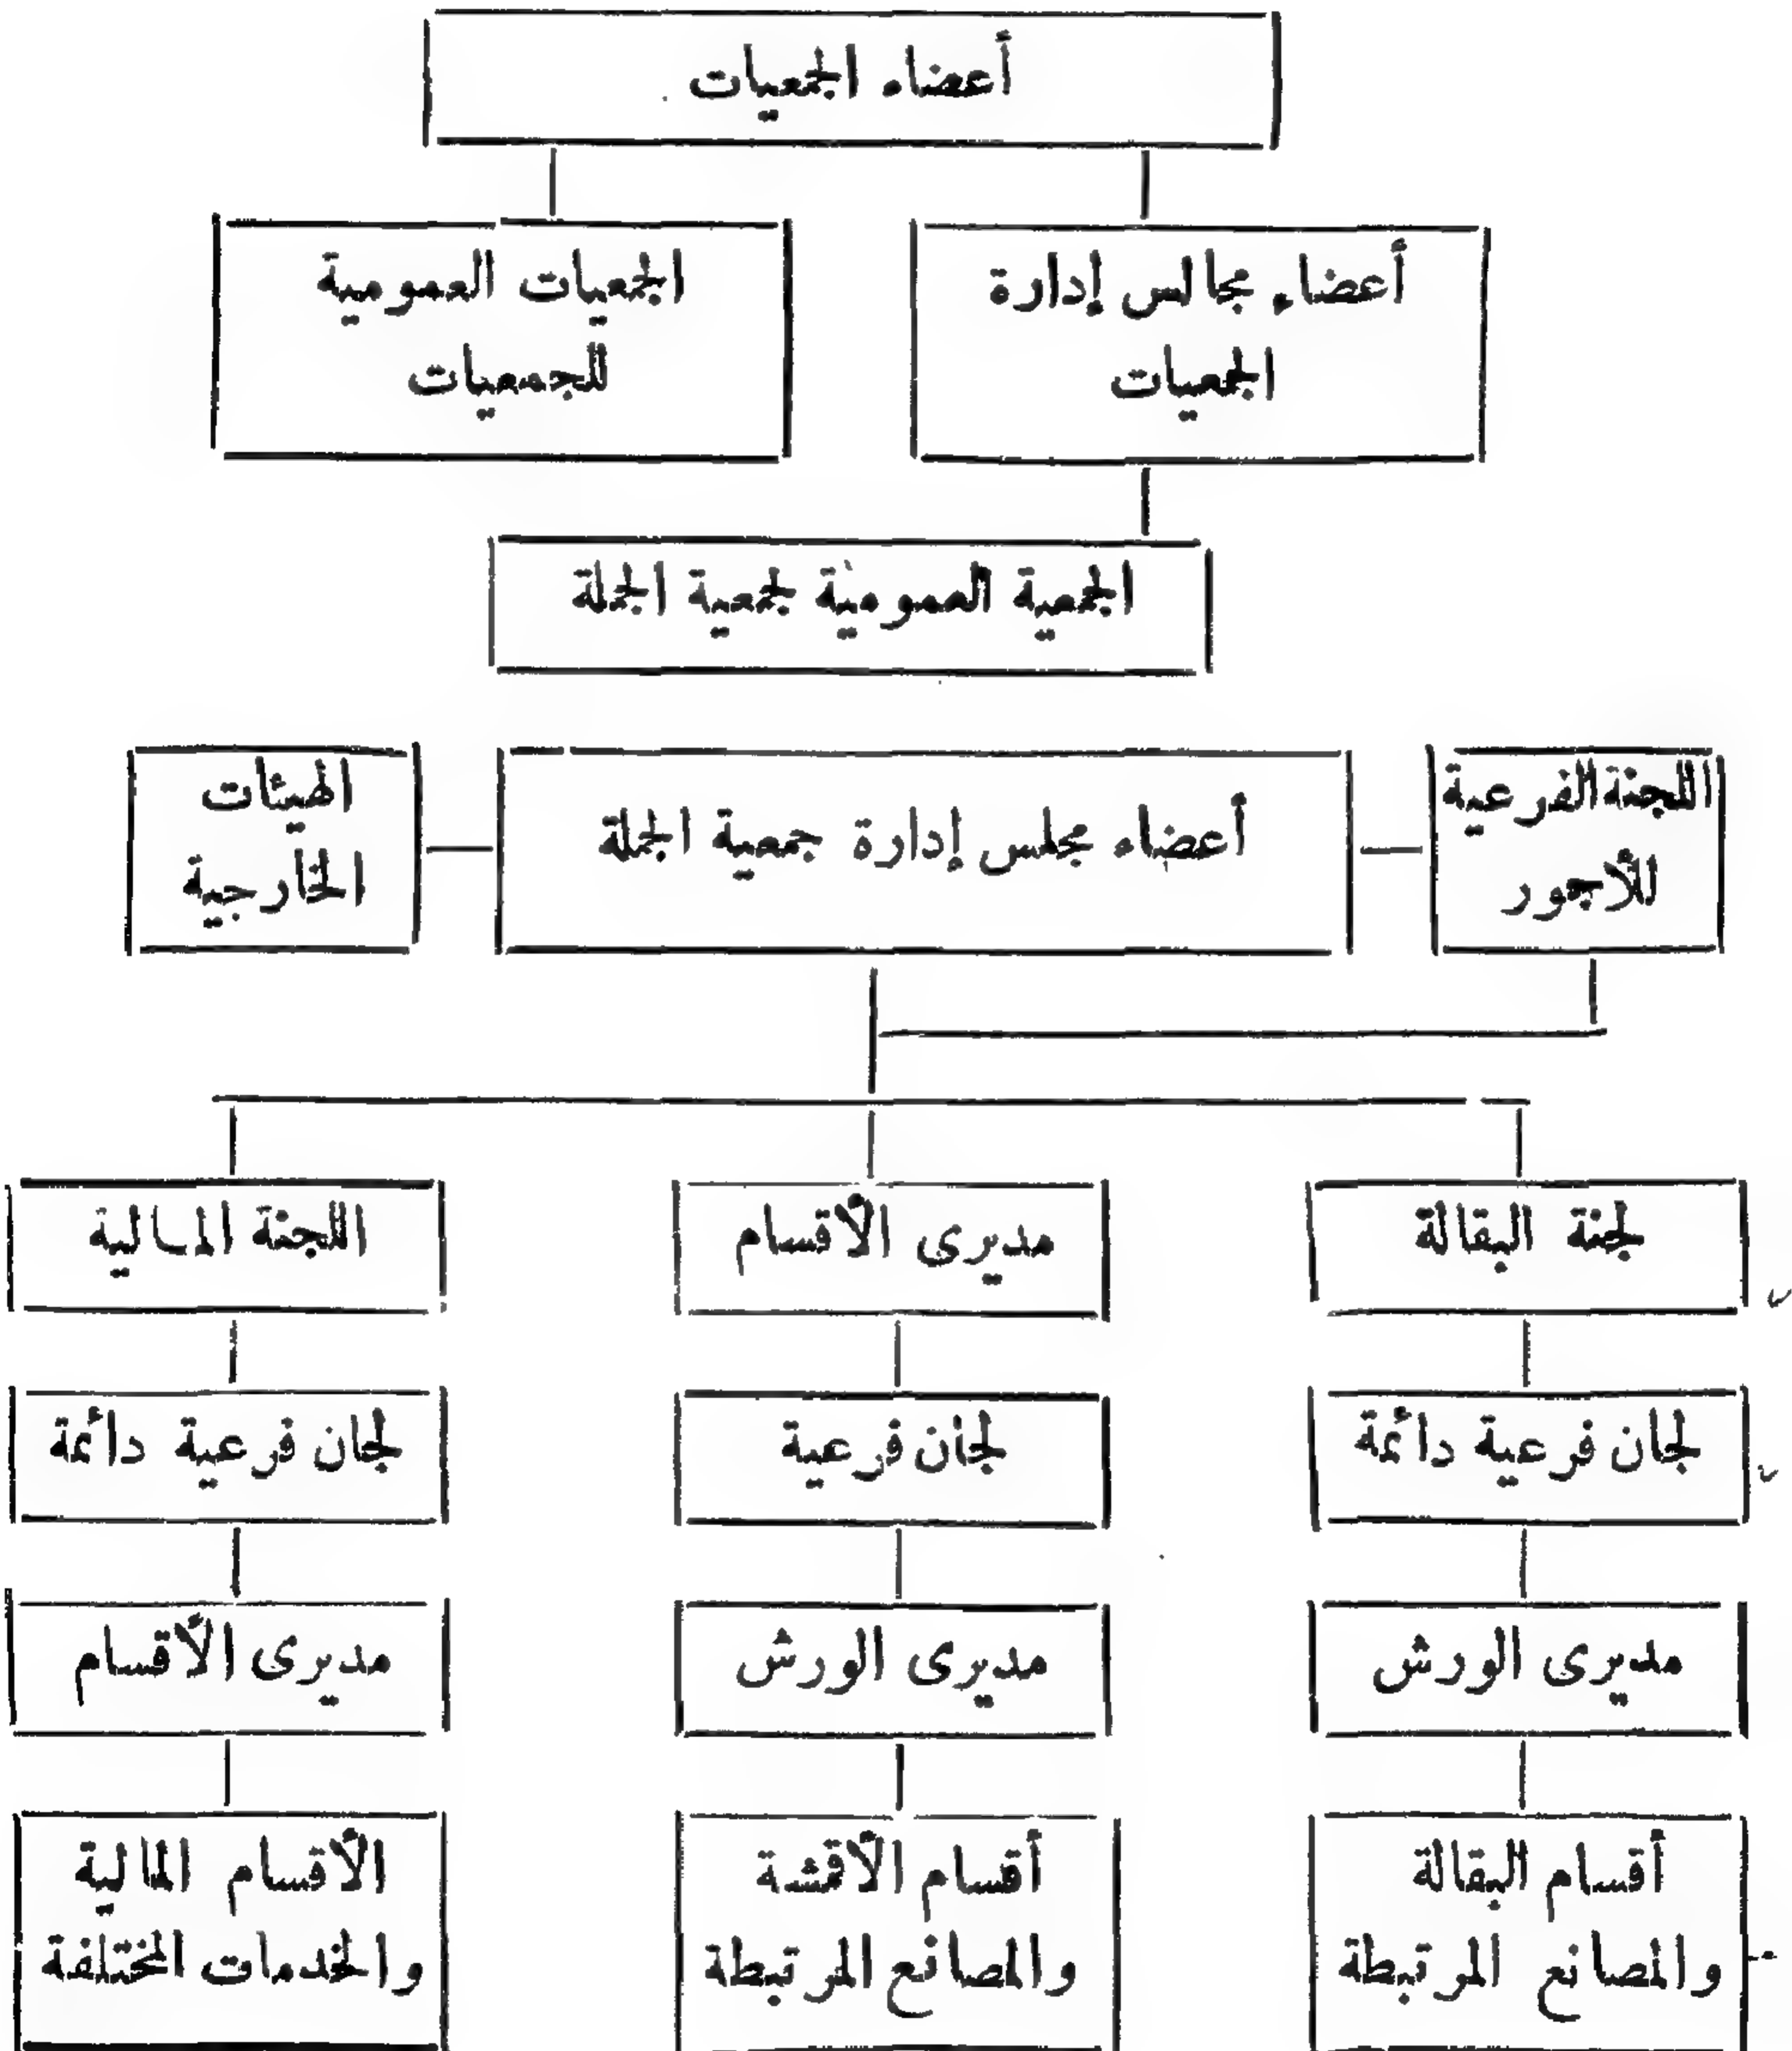 أعضاء الجمعيات
أعضاء مجالس إدارة
الجمعيات
الجمعيات العمومية
للجمعيات
الجمعية العمومية لجمعية الجملة
اللجنة الفرعية
للأجور
أعضاء مجلس إدارة جمعية الجملة
الهيئات
الخارجية
لجنة البقالة
مديرى الأقسام
اللجنة المالية
لجان فرعية دائمة
لجان فرعية
لجان فرعية دائمة
مديرى الورش
مديرى الورش
مديرى الأقسام
أقسام البقالة
والمصانع المرتبطة
أقسام الأقشة
والمصانع المرتبطة
الأقسام المالية
والخدمات المختلفة